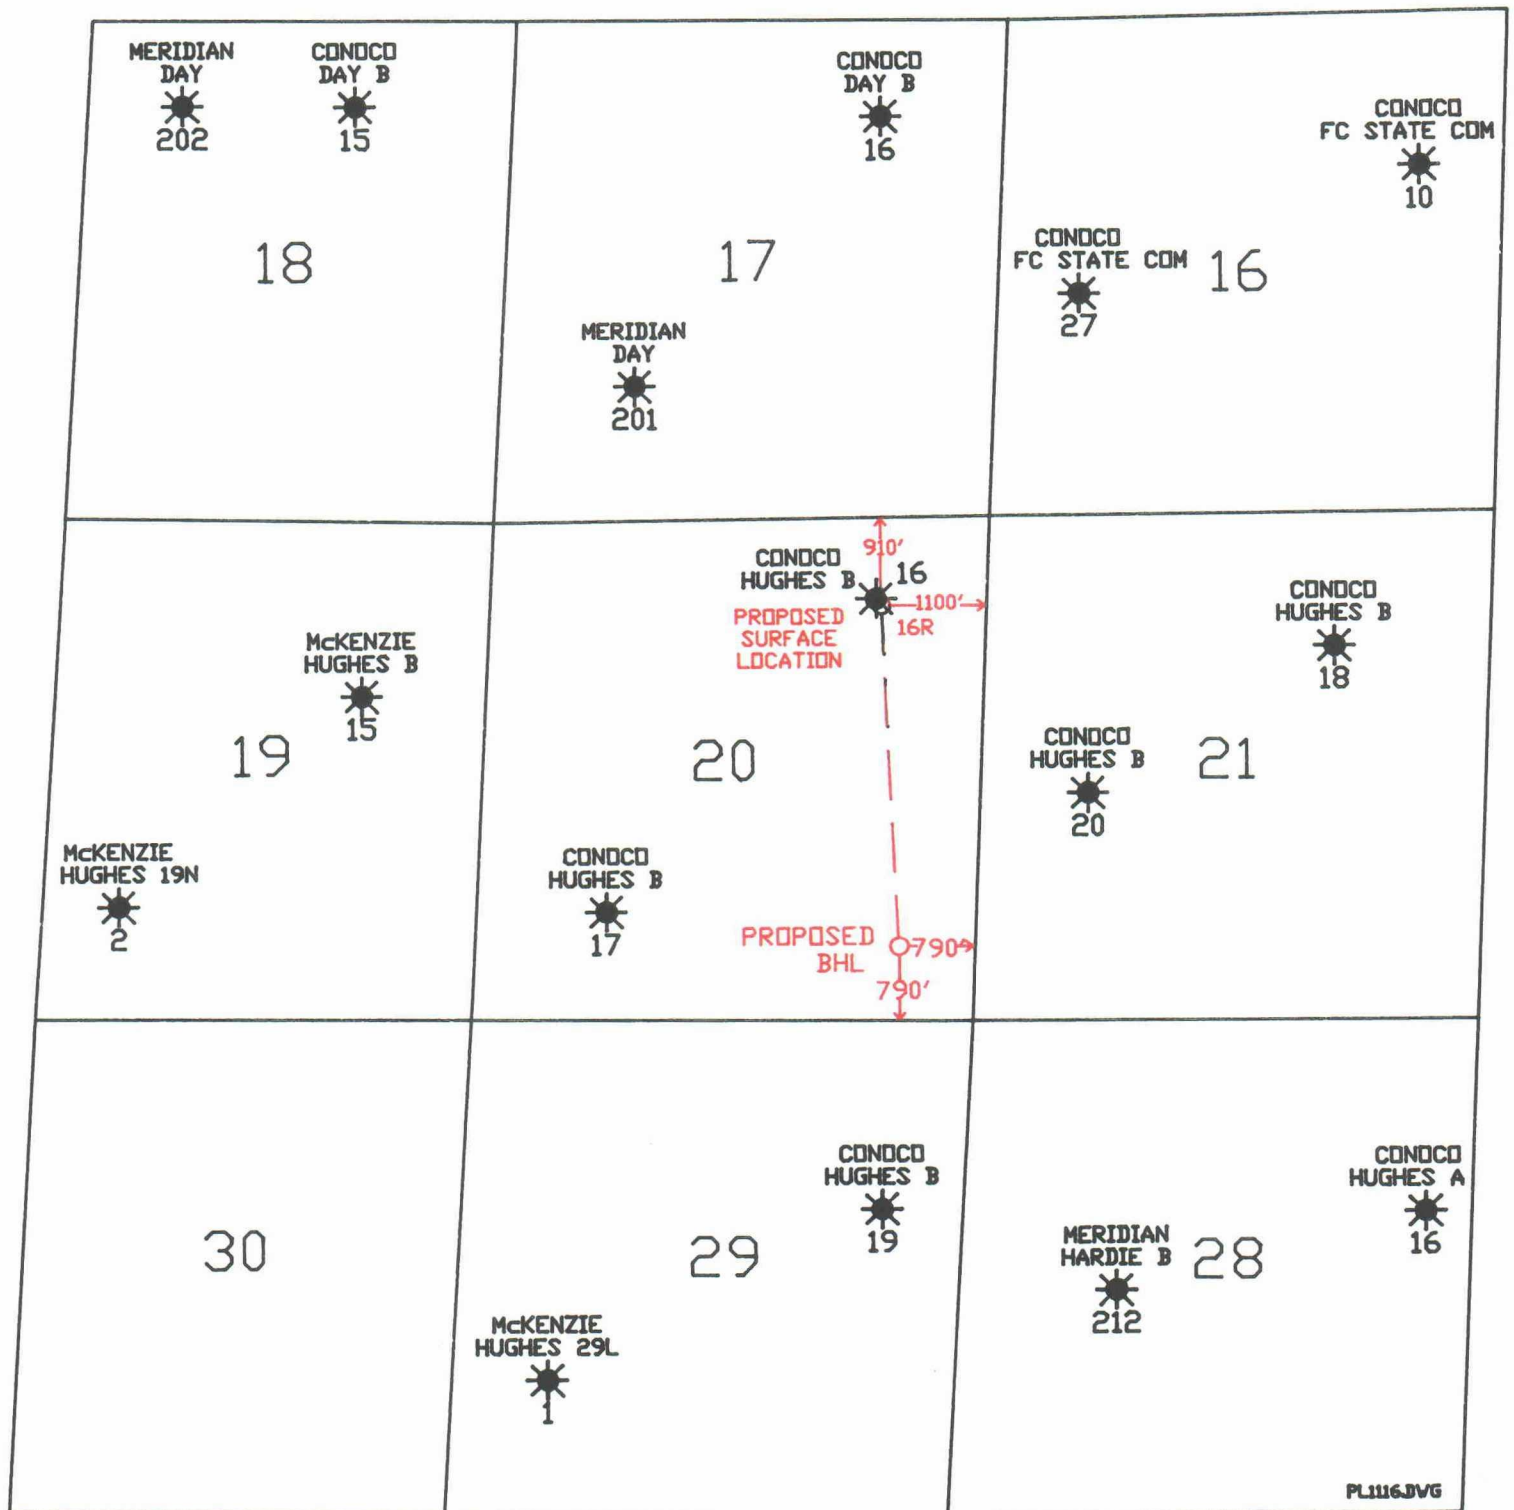 MERIDIAN
DAY
202
CONOCO
DAY B
15
18
CONOCO
DAY B
16
17
MERIDIAN
DAY
201
CONOCO
FC STATE COM
10
CONOCO
FC STATE COM
27
16
McKENZIE
HUGHES B
15
19
McKENZIE
HUGHES 19N
2
910'
CONOCO
HUGHES B
16
1100'
16R
PROPOSED
SURFACE
LOCATION
20
CONOCO
HUGHES B
17
PROPOSED
BHL
790'
790'
CONOCO
HUGHES B
18
CONOCO
HUGHES B
20
21
30
CONOCO
HUGHES B
19
29
McKENZIE
HUGHES 29L
1
CONOCO
HUGHES A
16
MERIDIAN
HARDIE B
212
28
PL1116.DWG